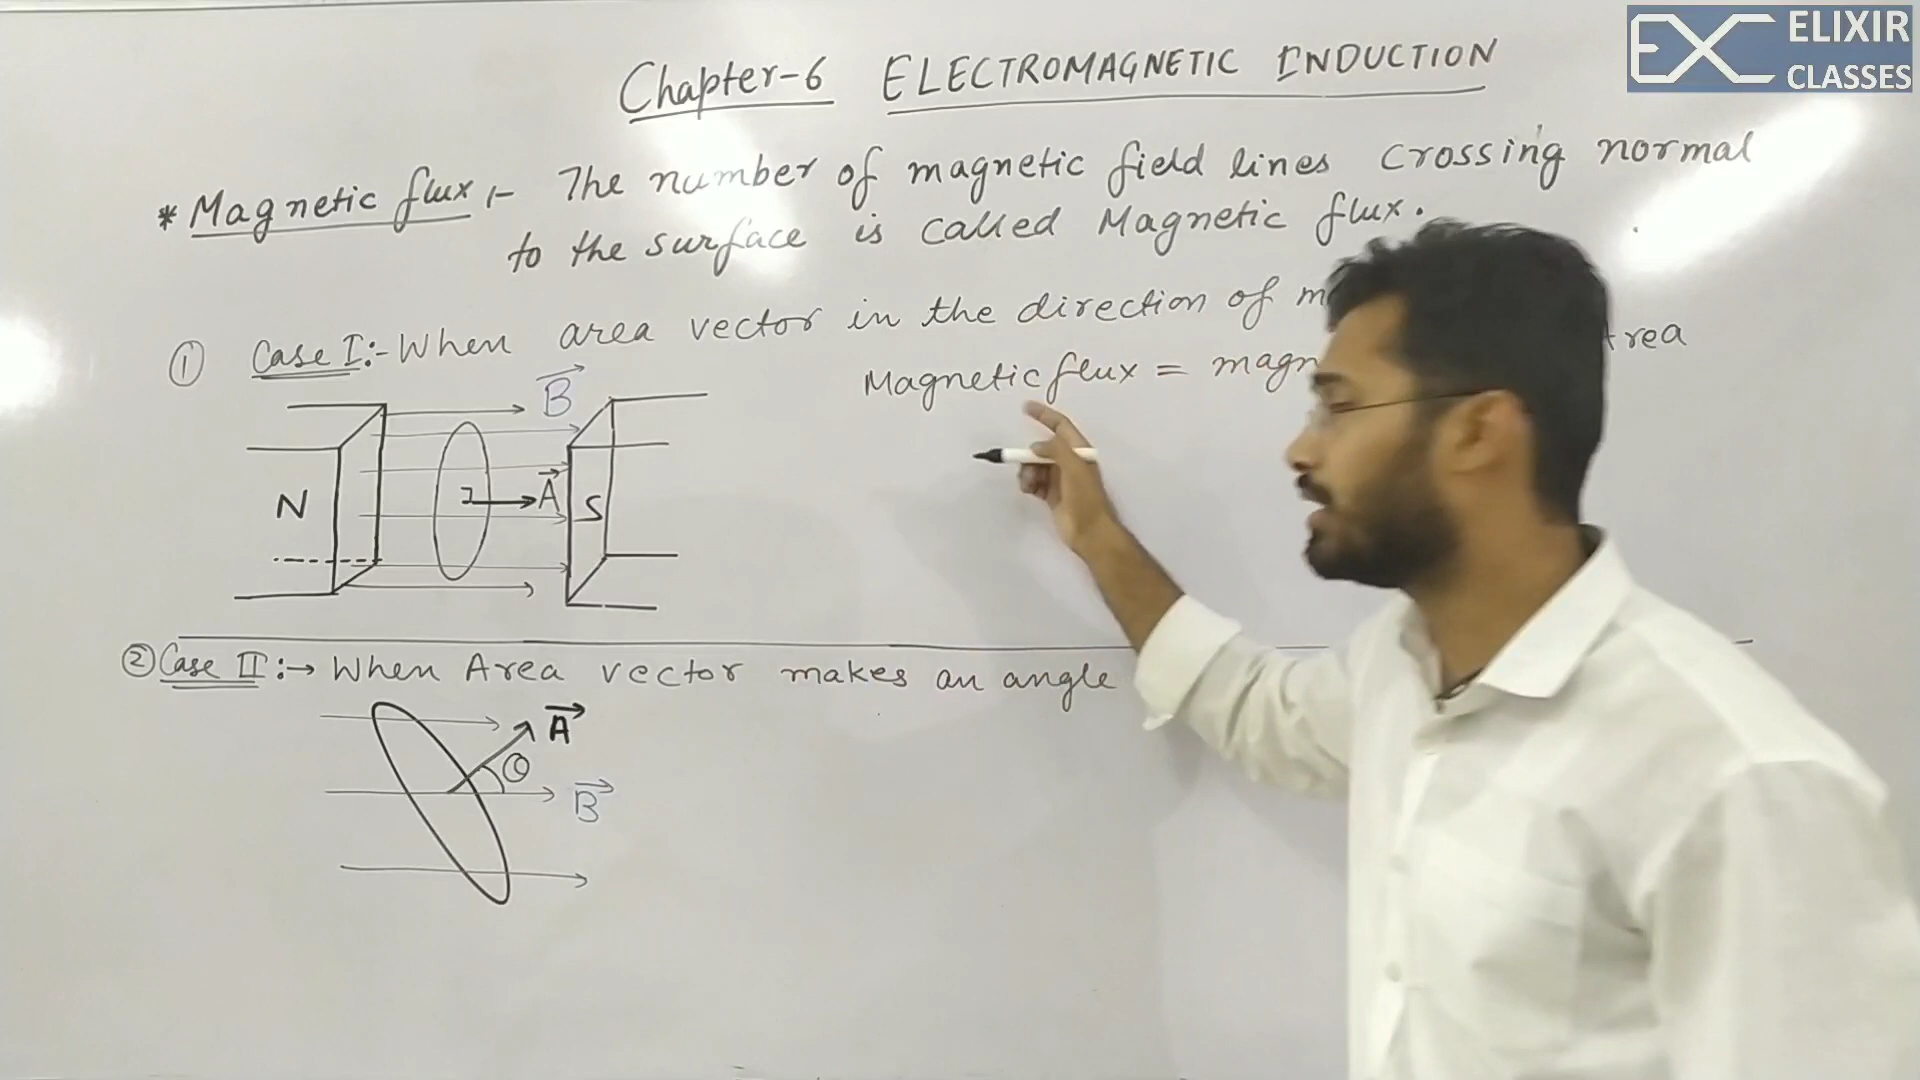 ELIXIR
CLASSES
Chapter-6 ELECTROMAGNETIC INDUCTION
* Magnetic flux :- The number of magnetic field lines crossing normal
to the surface is called Magnetic flux.
① Case I:- When area vector in the direction of
Magnetic flux =
B
N
A
S
② Case II :→ When Area vector makes an angle
A
θ
B